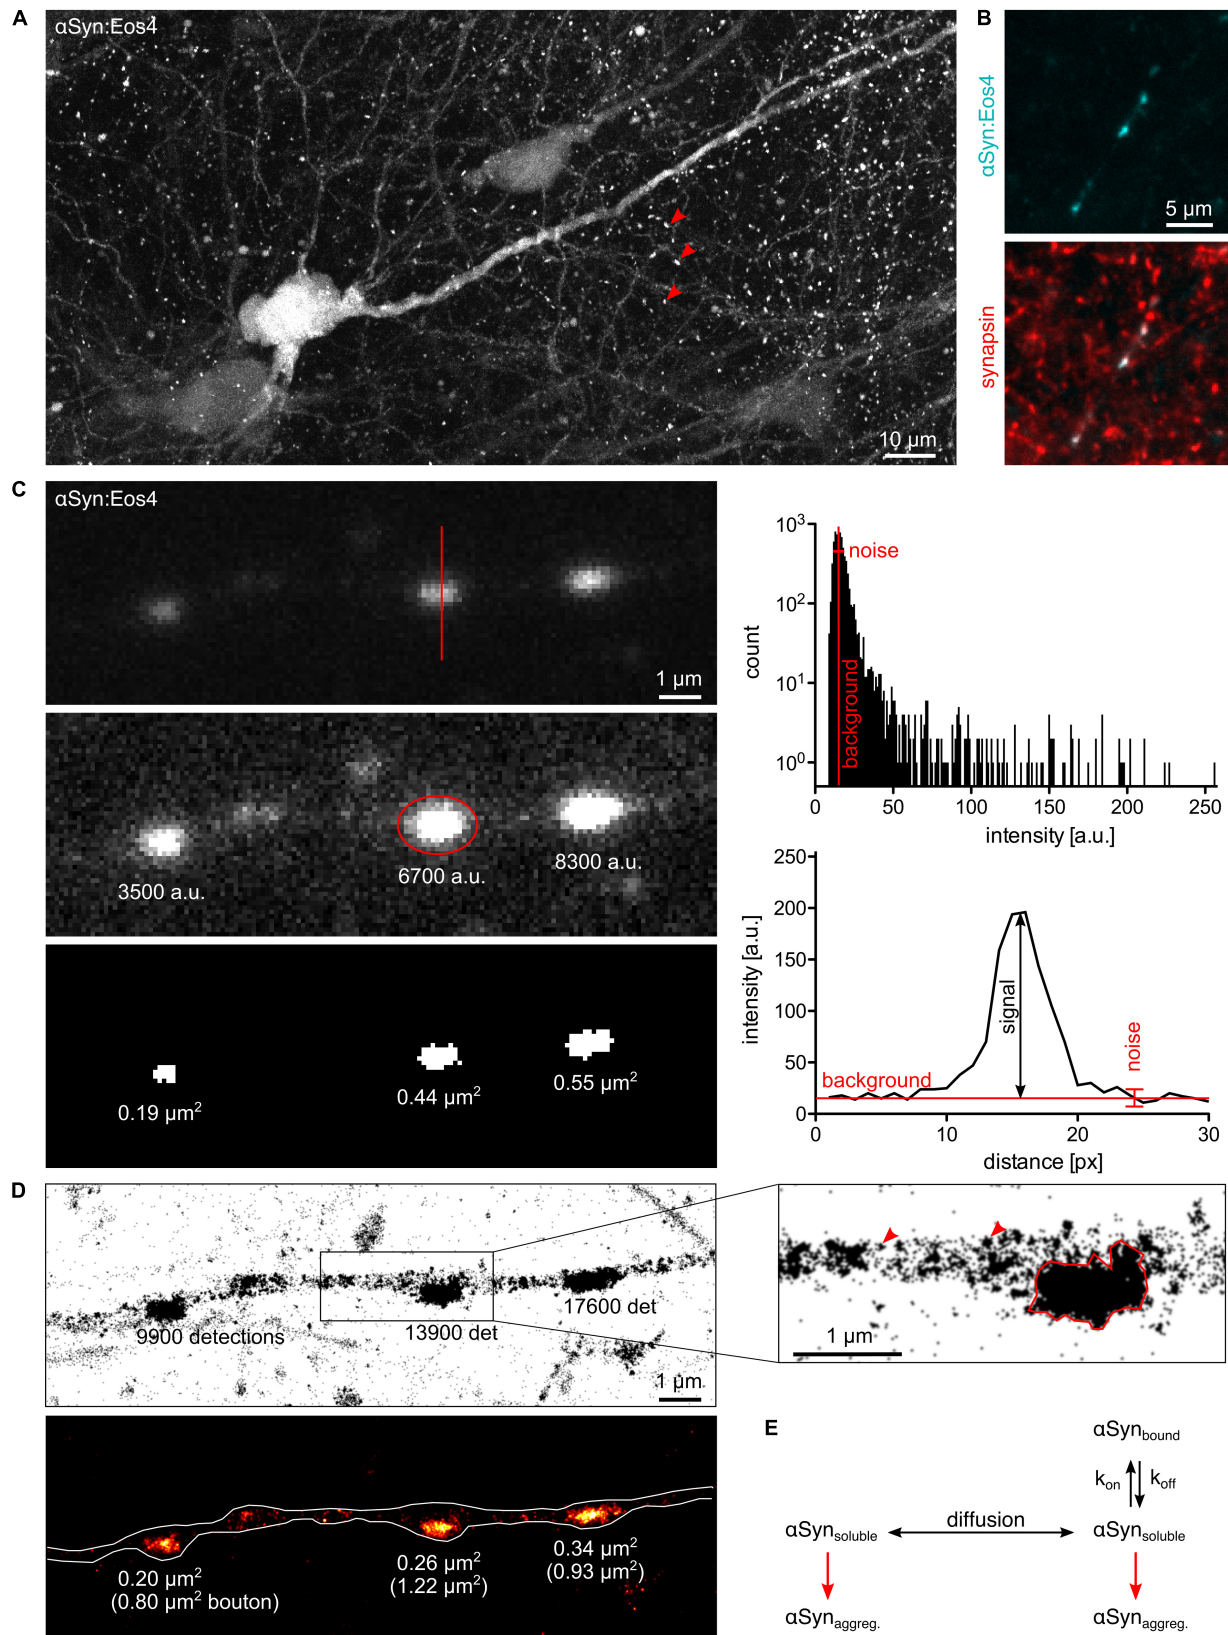 A
αSyn:Eos4
10 µm
B
αSyn:Eos4
5 µm
synapsin
C
αSyn:Eos4
1 µm
3500 a.u.
6700 a.u.
8300 a.u.
0.19 µm²
0.44 µm²
0.55 µm²
10³
10²
10¹
10⁰
count
noise
background
0
50
100
150
200
250
intensity [a.u.]
250
200
150
100
50
0
intensity [a.u.]
background
signal
noise
0
10
20
30
distance [px]
D
9900 detections
13900 det
17600 det
1 µm
1 µm
0.20 µm²
(0.80 µm² bouton)
0.26 µm²
(1.22 µm²)
0.34 µm²
(0.93 µm²)
E
αSynbound
kon
koff
αSynsoluble
diffusion
αSynsoluble
αSynaggreg.
αSynaggreg.